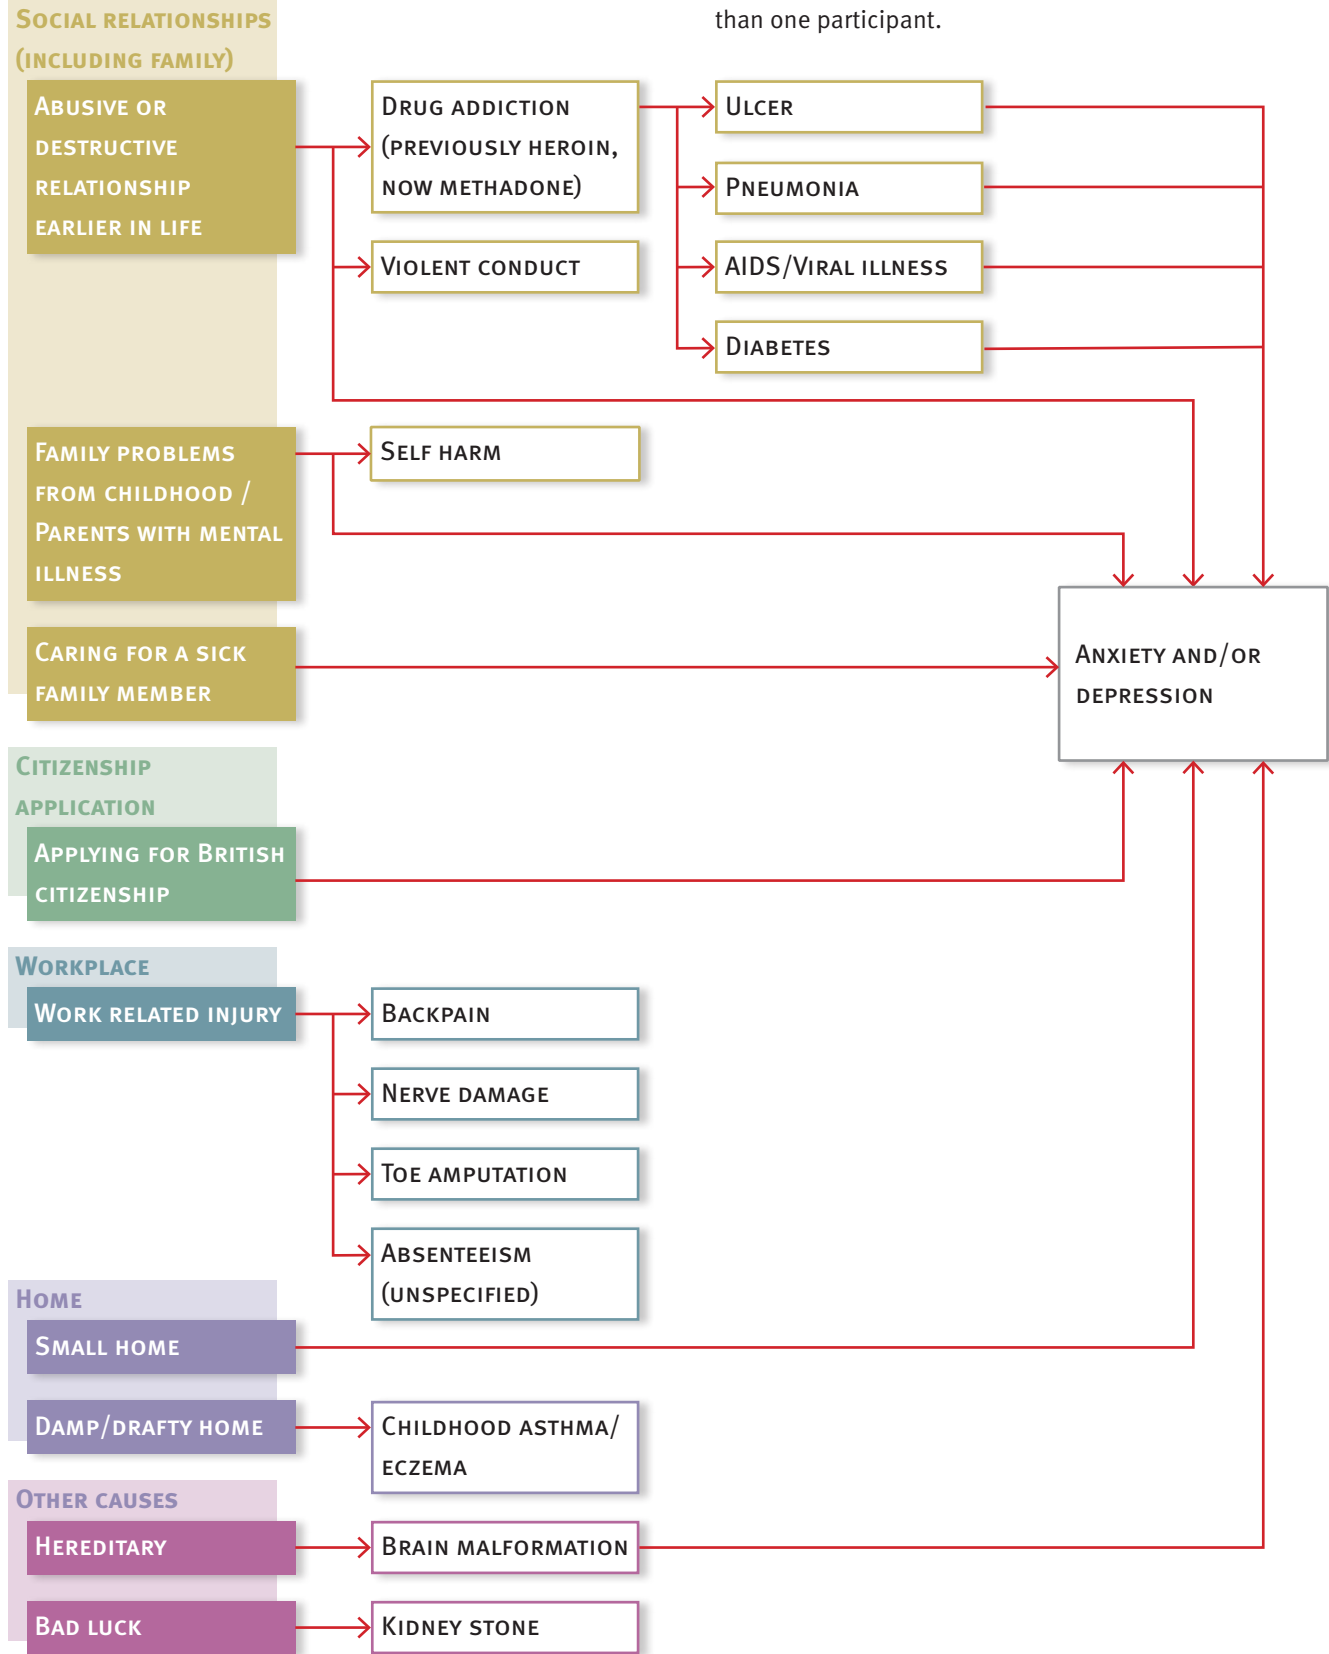 Social relationships
(including family)
than one participant.
Abusive or
destructive
relationship
earlier in life
Drug addiction
(previously heroin,
now methadone)
Ulcer
Pneumonia
Violent conduct
AIDS/Viral illness
Diabetes
Family problems
from childhood /
Parents with mental
illness
Self harm
Caring for a sick
family member
Anxiety and/or
depression
Citizenship
application
Applying for British
citizenship
Workplace
Work related injury
Backpain
Nerve damage
Toe amputation
Absenteeism
(unspecified)
Home
Small home
Damp/drafty home
Childhood asthma/
eczema
Other causes
Hereditary
Brain malformation
Bad luck
Kidney stone